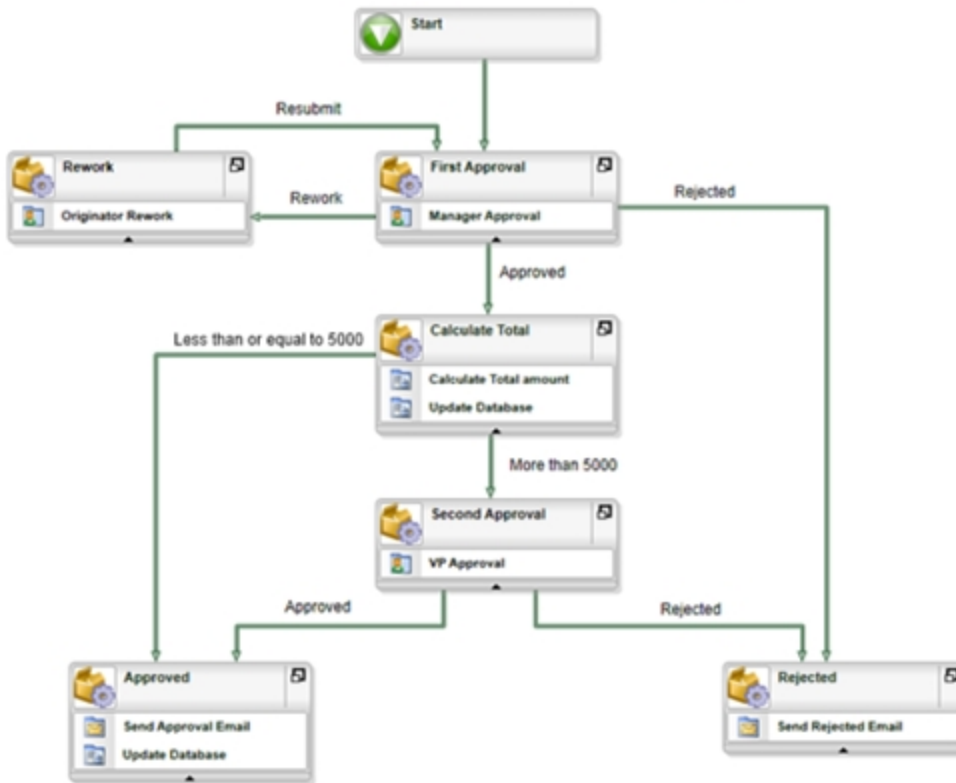 Start
Resubmit
Rework
First Approval
Rework
Rejected
Originator Rework
Manager Approval
Approved
Less than or equal to 5000
Calculate Total
Calculate Total amount
Update Database
More than 5000
Second Approval
VP Approval
Approved
Rejected
Approved
Rejected
Send Approval Email
Send Rejected Email
Update Database